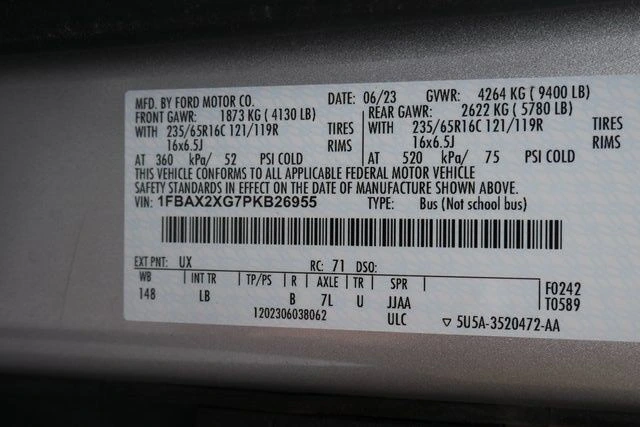 MFD. BY FORD MOTOR CO. DATE: 06/23 GVWR: 4264 KG ( 9400 LB)
FRONT GAWR: 1873 KG ( 4130 LB) REAR GAWR: 2622 KG ( 5780 LB)
WITH 235/65R16C 121/119R TIRES WITH 235/65R16C 121/119R TIRES
16x6.5J RIMS 16x6.5J RIMS
AT 360 kPa/ 52 PSI COLD AT 520 kPa/ 75 PSI COLD
THIS VEHICLE CONFORMS TO ALL APPLICABLE FEDERAL MOTOR VEHICLE
SAFETY STANDARDS IN EFFECT ON THE DATE OF MANUFACTURE SHOWN ABOVE.
VIN: 1FBAX2XG7PKB26955 TYPE: Bus (Not school bus)
EXT PNT: UX RC: 71 DSO:
WB INT TR TP/PS R AXLE TR SPR F0242
148 LB B 7L U JJAA T0589
1202306038062 ULC ▽ 5U5A-3520472-AA